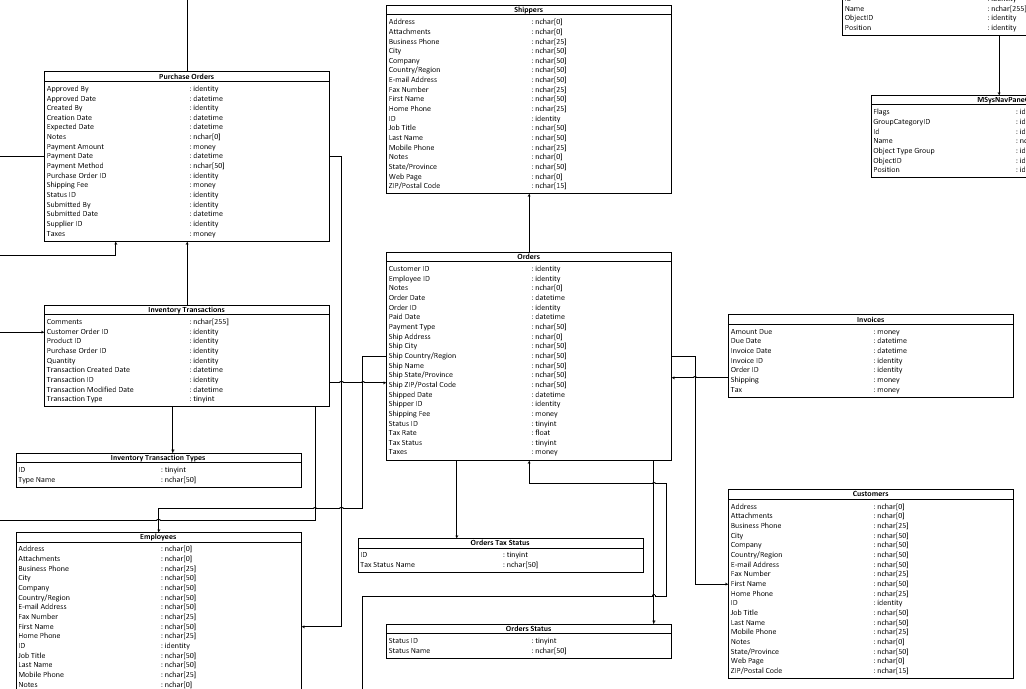 Shippers
Address : nchar[0]
Attachments : nchar[0]
Business Phone : nchar[25]
City : nchar[50]
Company : nchar[50]
Country/Region : nchar[50]
E-mail Address : nchar[50]
Fax Number : nchar[25]
First Name : nchar[50]
Home Phone : nchar[25]
ID : identity
Job Title : nchar[50]
Last Name : nchar[50]
Mobile Phone : nchar[25]
Notes : nchar[0]
State/Province : nchar[50]
Web Page : nchar[0]
ZIP/Postal Code : nchar[15]
Name : nchar[255]
ObjectID : identity
Position : identity
Purchase Orders
Approved By : identity
Approved Date : datetime
Created By : identity
Creation Date : datetime
Expected Date : datetime
Notes : nchar[0]
Payment Amount : money
Payment Date : datetime
Payment Method : nchar[50]
Purchase Order ID : identity
Shipping Fee : money
Status ID : identity
Submitted By : identity
Submitted Date : datetime
Supplier ID : identity
Taxes : money
Flags : id
GroupCategoryID : id
Id : id
Name : nc
Object Type Group : id
ObjectID : id
Position : id
Orders
Customer ID : identity
Employee ID : identity
Notes : nchar[0]
Order Date : datetime
Order ID : identity
Paid Date : datetime
Payment Type : nchar[50]
Ship Address : nchar[0]
Ship City : nchar[50]
Ship Country/Region : nchar[50]
Ship Name : nchar[50]
Ship State/Province : nchar[50]
Ship ZIP/Postal Code : nchar[50]
Shipped Date : datetime
Shipper ID : identity
Shipping Fee : money
Status ID : tinyint
Tax Rate : float
Tax Status : tinyint
Taxes : money
Inventory Transactions
Comments : nchar[255]
Customer Order ID : identity
Product ID : identity
Purchase Order ID : identity
Quantity : identity
Transaction Created Date : datetime
Transaction ID : identity
Transaction Modified Date : datetime
Transaction Type : tinyint
Invoices
Amount Due : money
Due Date : datetime
Invoice Date : datetime
Invoice ID : identity
Order ID : identity
Shipping : money
Tax : money
Inventory Transaction Types
ID : tinyint
Type Name : nchar[50]
Employees
Address : nchar[0]
Attachments : nchar[0]
Business Phone : nchar[25]
City : nchar[50]
Company : nchar[50]
Country/Region : nchar[50]
E-mail Address : nchar[50]
Fax Number : nchar[25]
First Name : nchar[50]
Home Phone : nchar[25]
ID : identity
Job Title : nchar[50]
Last Name : nchar[50]
Mobile Phone : nchar[25]
Notes : nchar[0]
Orders Tax Status
ID : tinyint
Tax Status Name : nchar[50]
Orders Status
Status ID : tinyint
Status Name : nchar[50]
Customers
Address : nchar[0]
Attachments : nchar[0]
Business Phone : nchar[25]
City : nchar[50]
Company : nchar[50]
Country/Region : nchar[50]
E-mail Address : nchar[50]
Fax Number : nchar[25]
First Name : nchar[50]
Home Phone : nchar[25]
ID : identity
Job Title : nchar[50]
Last Name : nchar[50]
Mobile Phone : nchar[25]
Notes : nchar[0]
State/Province : nchar[50]
Web Page : nchar[0]
ZIP/Postal Code : nchar[15]